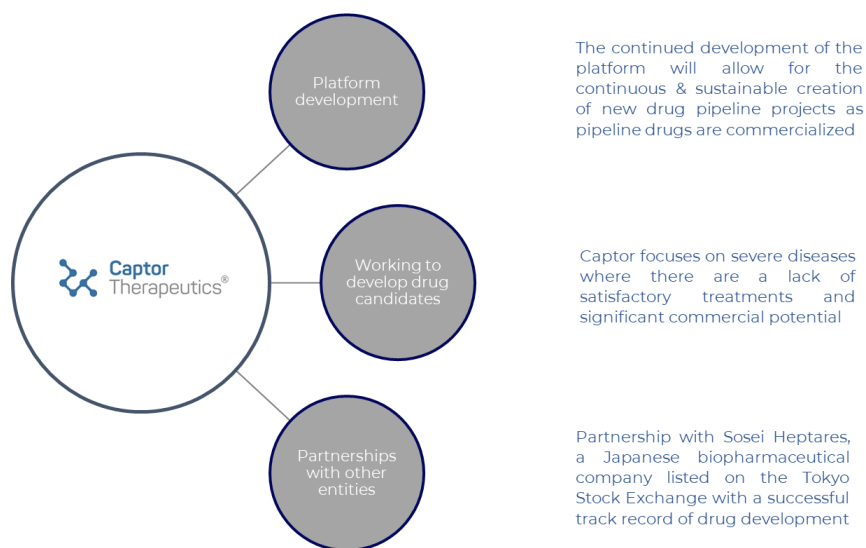 Platform
development
The continued development of the
platform will allow for the
continuous & sustainable creation
of new drug pipeline projects as
pipeline drugs are commercialized
Captor
Therapeutics®
Working to
develop drug
candidates
Captor focuses on severe diseases
where there are a lack of
satisfactory treatments and
significant commercial potential
Partnerships
with other
entities
Partnership with Sosei Heptares,
a Japanese biopharmaceutical
company listed on the Tokyo
Stock Exchange with a successful
track record of drug development